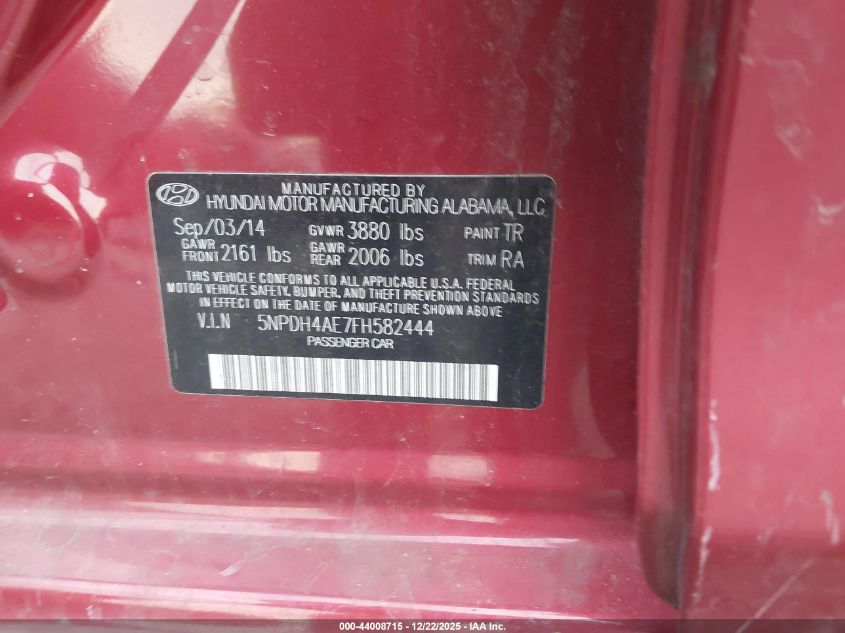 MANUFACTURED BY
HYUNDAI MOTOR MANUFACTURING ALABAMA, LLC.
Sep/03/14 GVWR 3880 lbs PAINT TR
GAWR FRONT 2161 lbs GAWR REAR 2006 lbs TRIM RA
THIS VEHICLE CONFORMS TO ALL APPLICABLE U.S.A. FEDERAL
MOTOR VEHICLE SAFETY, BUMPER, AND THEFT PREVENTION STANDARDS
IN EFFECT ON THE DATE OF MANUFACTURE SHOWN ABOVE.
V.I.N 5NPDH4AE7FH582444
PASSENGER CAR
000-44008715 - 12/22/2025 - IAA Inc.